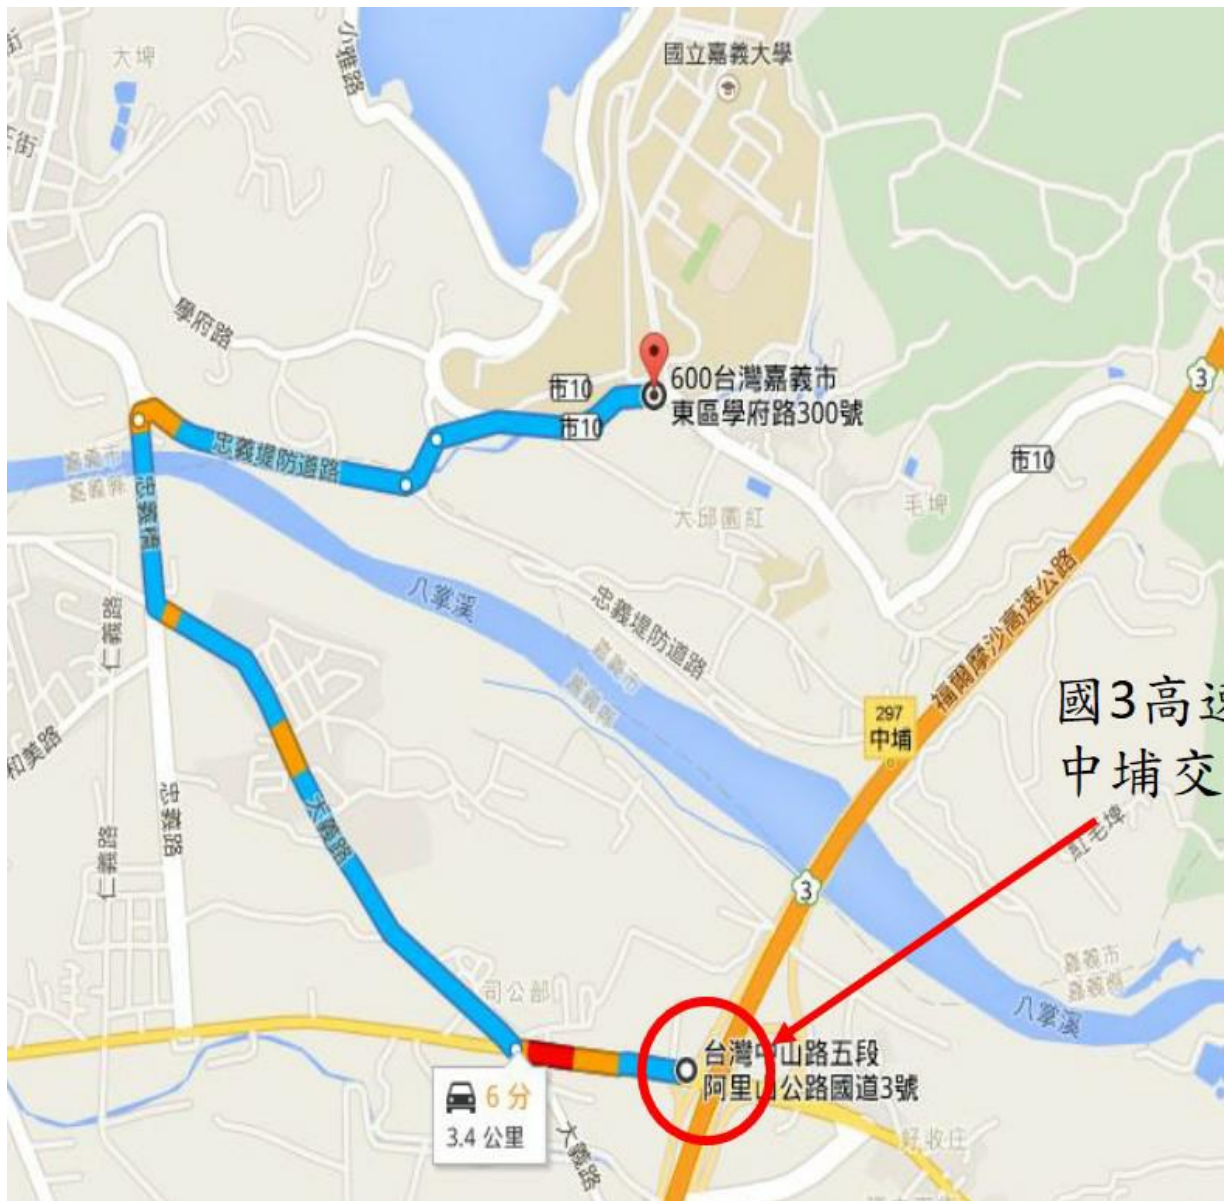 大埤
小雅路
國立嘉義大學
學府路
3
市10
600台灣嘉義市
東區學府路300號
市10
市10
忠義堤防道路
嘉義市
嘉義縣
忠義橋
毛埤
大邱園紅
八掌溪
忠義堤防道路
嘉義市
嘉義縣
福爾摩沙高速公路
仁義路
297
中埔
國3高速
中埔交
和美路
忠義路
大義路
紅毛埤
仁義路
3
嘉義市
嘉義縣
司公部
八掌溪
台灣中山路五段
阿里山公路國道3號
6 分
3.4 公里
大義路
好收庄